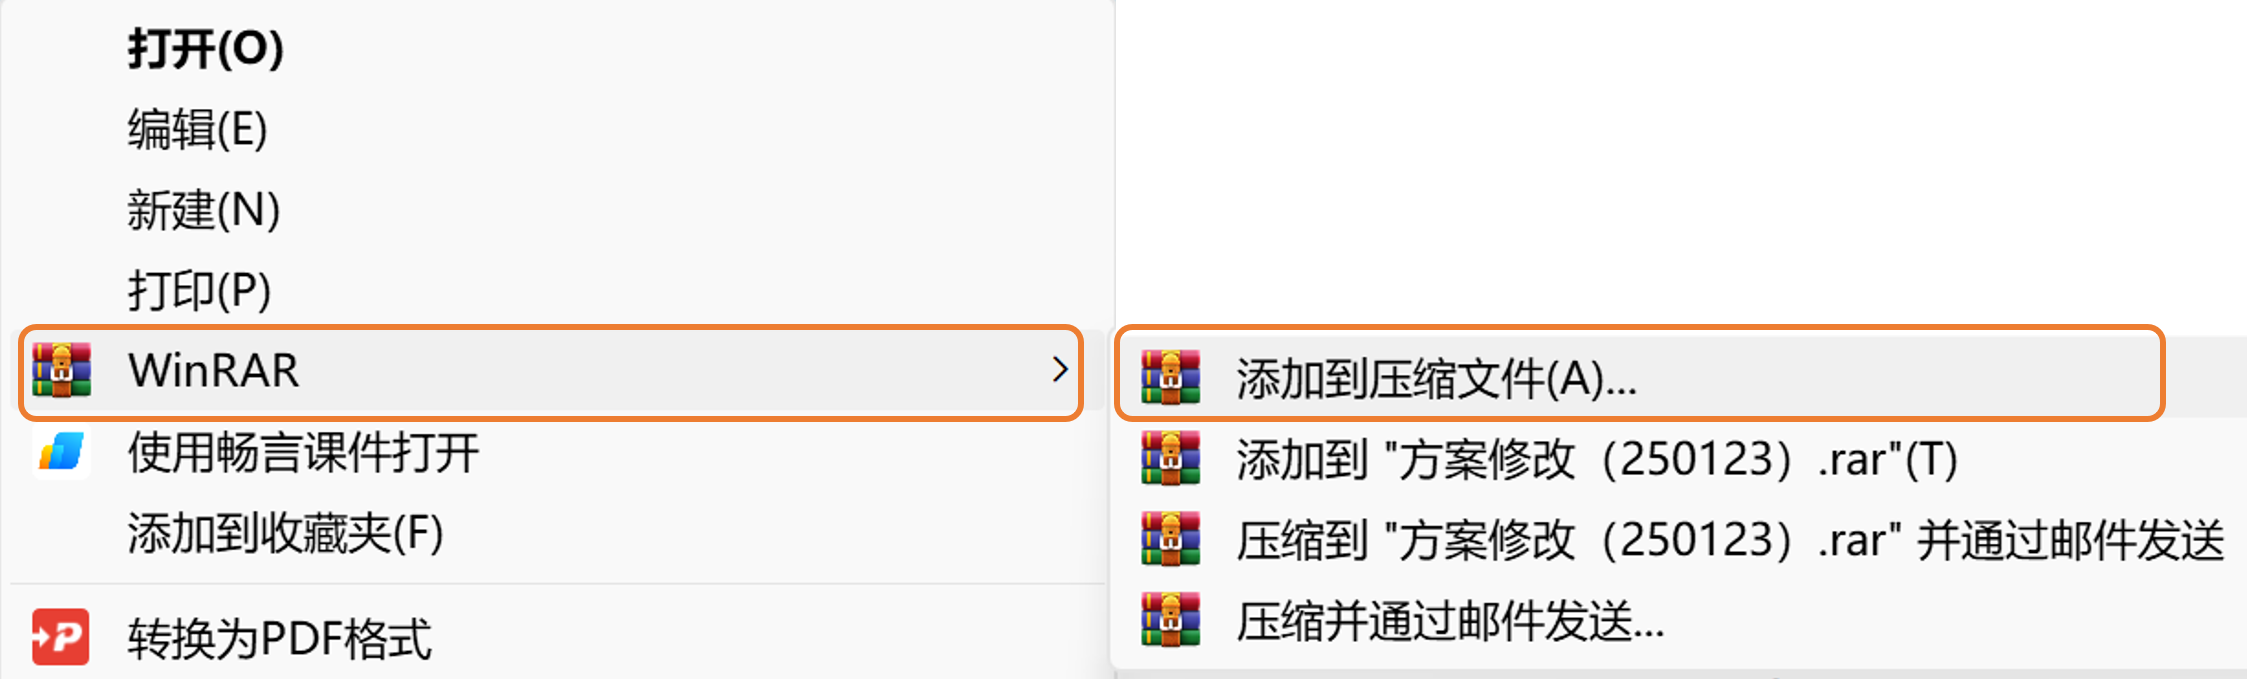 打开(O)
编辑(E)
新建(N)
打印(P)
WinRAR
使用畅言课件打开
添加到收藏夹(F)
转换为PDF格式
添加到压缩文件(A)...
添加到 "方案修改（250123）.rar"(T)
压缩到 "方案修改（250123）.rar" 并通过邮件发送
压缩并通过邮件发送...